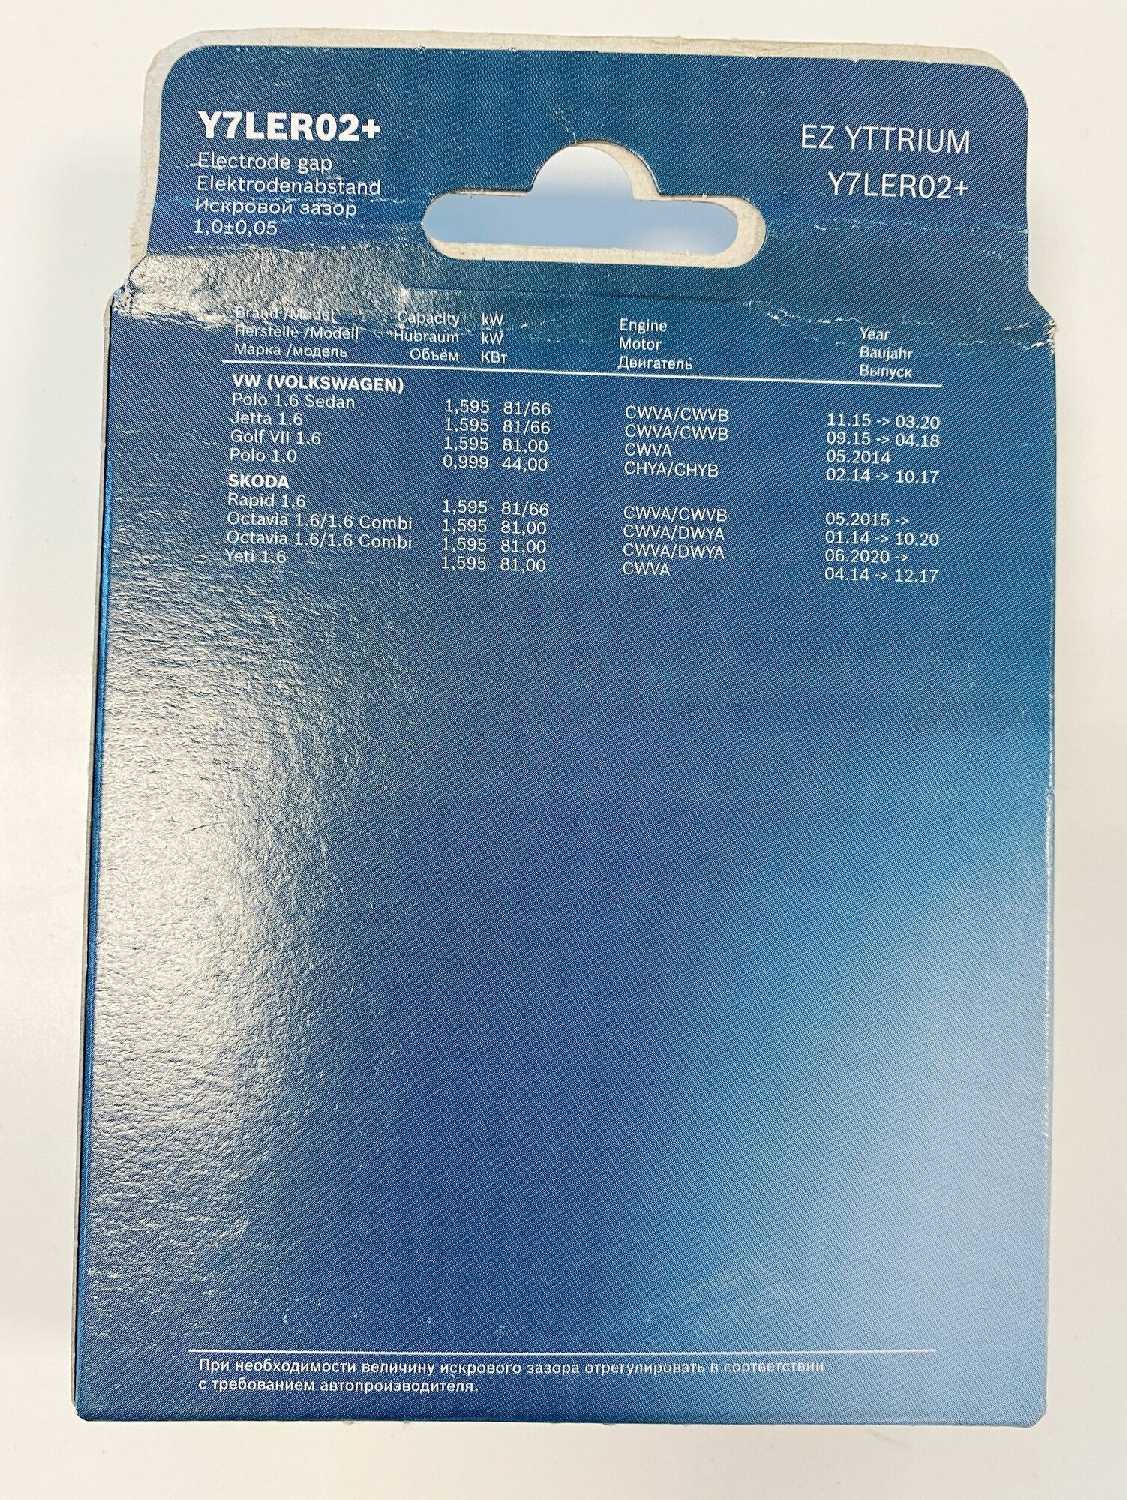 Y7LER02+
EZ YTTRIUM
Electrode gap
Y7LER02+
Elektrodenabstand
Искровой зазор
1,0±0,05
Brand /Model Capacity kW Engine Year
Herstelle /Modell Hubraum kW Motor Baujahr
Марка /модель Объём КВт Двигатель Выпуск
VW (VOLKSWAGEN)
Polo 1.6 Sedan 1,595 81/66 CWVA/CWVB 11.15 -> 03.20
Jetta 1.6 1,595 81/66 CWVA/CWVB 09.15 -> 04.18
Golf VII 1.6 1,595 81,00 CWVA 05.2014
Polo 1.0 0,999 44,00 CHYA/CHYB 02.14 -> 10.17
SKODA
Rapid 1.6 1,595 81/66 CWVA/CWVB 05.2015 ->
Octavia 1.6/1.6 Combi 1,595 81,00 CWVA/DWYA 01.14 -> 10.20
Octavia 1.6/1.6 Combi 1,595 81,00 CWVA/DWYA 06.2020 ->
Yeti 1.6 1,595 81,00 CWVA 04.14 -> 12.17
При необходимости величину искрового зазора отрегулировать в соответствии
с требованием автопроизводителя.